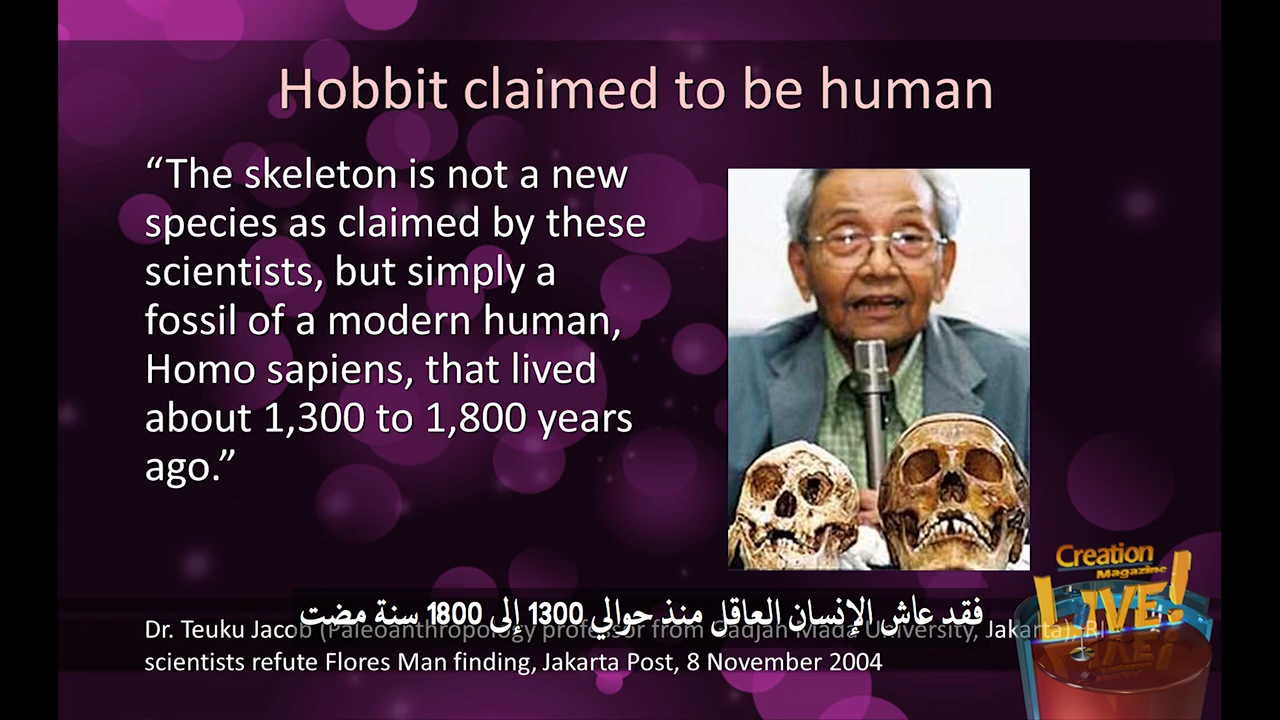 Hobbit claimed to be human
“The skeleton is not a new
species as claimed by these
scientists, but simply a
fossil of a modern human,
Homo sapiens, that lived
about 1,300 to 1,800 years
ago.”
فقد عاش الإنسان العاقل منذ حوالي 1300 إلى 1800 سنة مضت
Dr. Teuku Jacob (Paleoanthropology professor from Gadjah Mada University, Jakarta), RI
scientists refute Flores Man finding, Jakarta Post, 8 November 2004
Creation
Magazine
LIVE!